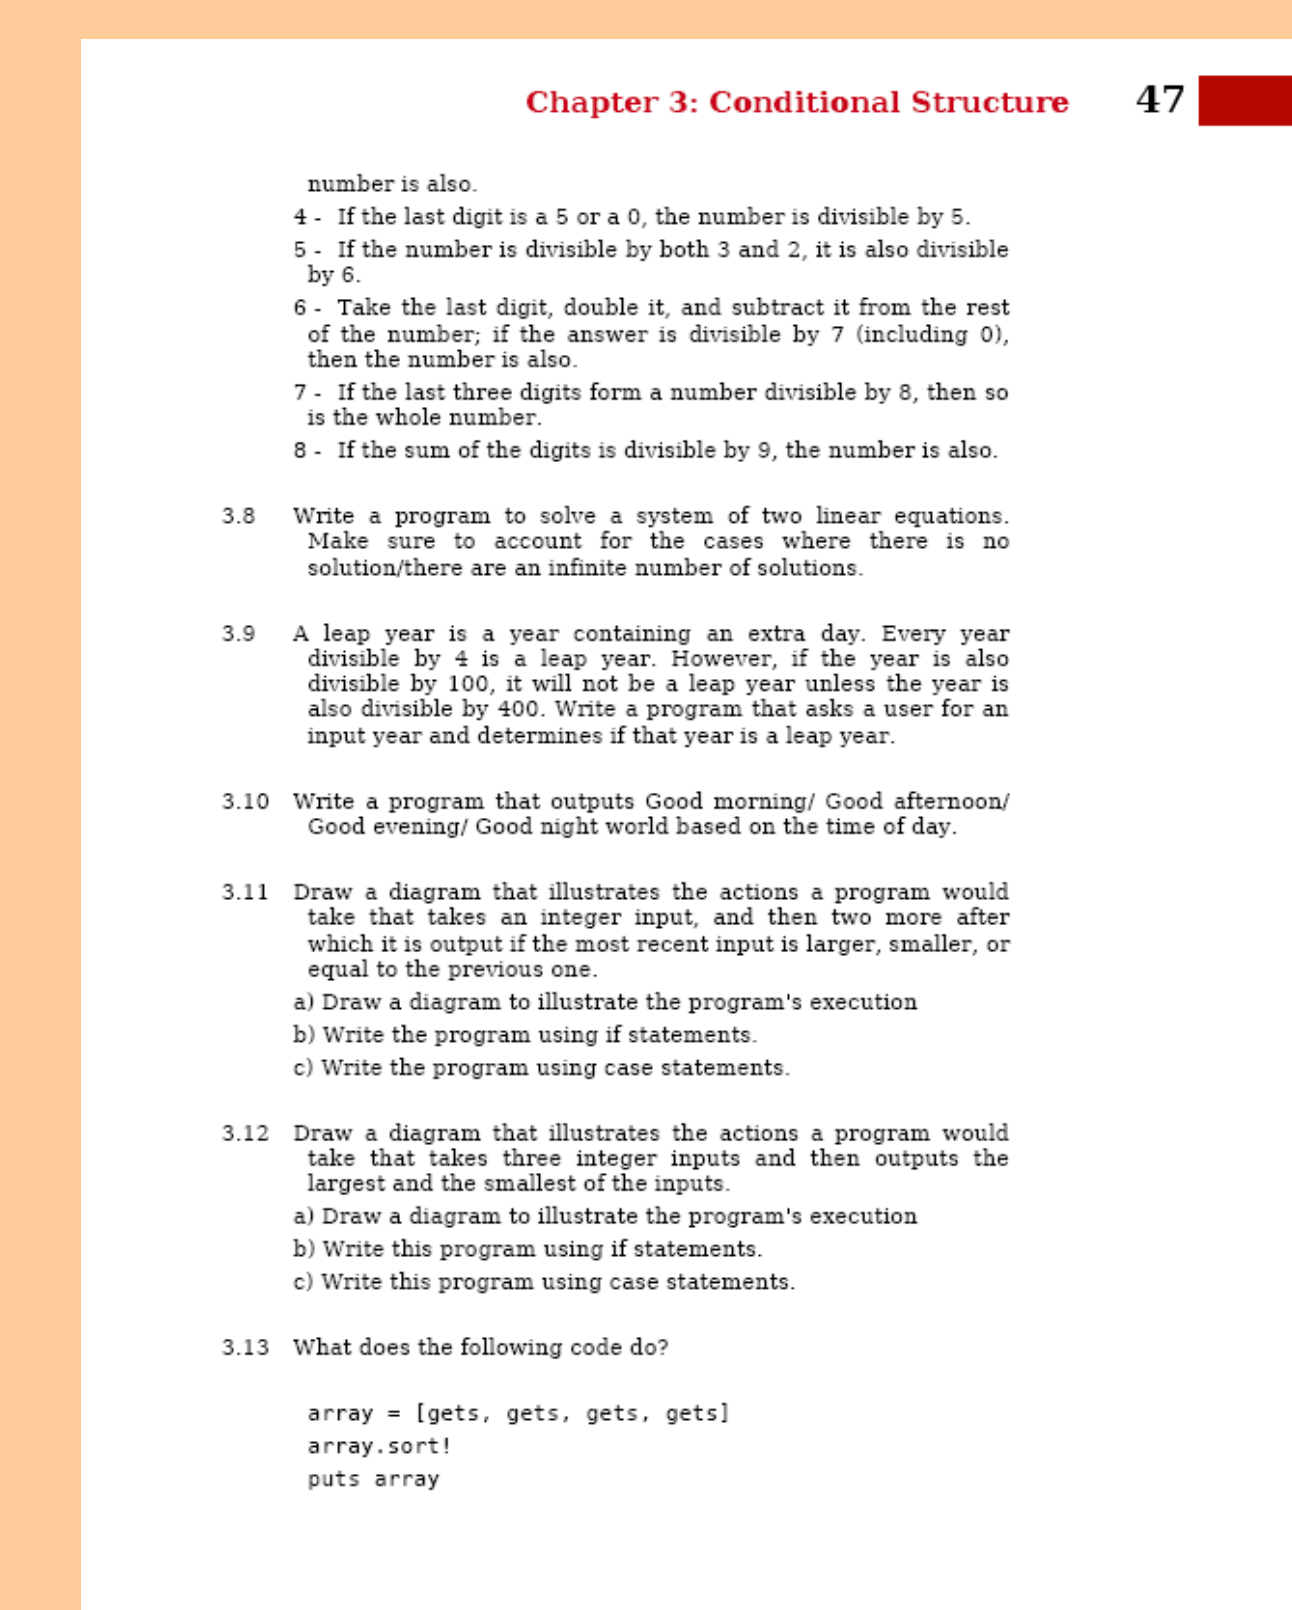 Chapter 3: Conditional Structure 47
number is also.
4 - If the last digit is a 5 or a 0, the number is divisible by 5.
5 - If the number is divisible by both 3 and 2, it is also divisible
by 6.
6 - Take the last digit, double it, and subtract it from the rest
of the number; if the answer is divisible by 7 (including 0),
then the number is also.
7 - If the last three digits form a number divisible by 8, then so
is the whole number.
8 - If the sum of the digits is divisible by 9, the number is also.
3.8 Write a program to solve a system of two linear equations.
Make sure to account for the cases where there is no
solution/there are an infinite number of solutions.
3.9 A leap year is a year containing an extra day. Every year
divisible by 4 is a leap year. However, if the year is also
divisible by 100, it will not be a leap year unless the year is
also divisible by 400. Write a program that asks a user for an
input year and determines if that year is a leap year.
3.10 Write a program that outputs Good morning/ Good afternoon/
Good evening/ Good night world based on the time of day.
3.11 Draw a diagram that illustrates the actions a program would
take that takes an integer input, and then two more after
which it is output if the most recent input is larger, smaller, or
equal to the previous one.
a) Draw a diagram to illustrate the program's execution
b) Write the program using if statements.
c) Write the program using case statements.
3.12 Draw a diagram that illustrates the actions a program would
take that takes three integer inputs and then outputs the
largest and the smallest of the inputs.
a) Draw a diagram to illustrate the program's execution
b) Write this program using if statements.
c) Write this program using case statements.
3.13 What does the following code do?
array = [gets, gets, gets, gets]
array.sort!
puts array